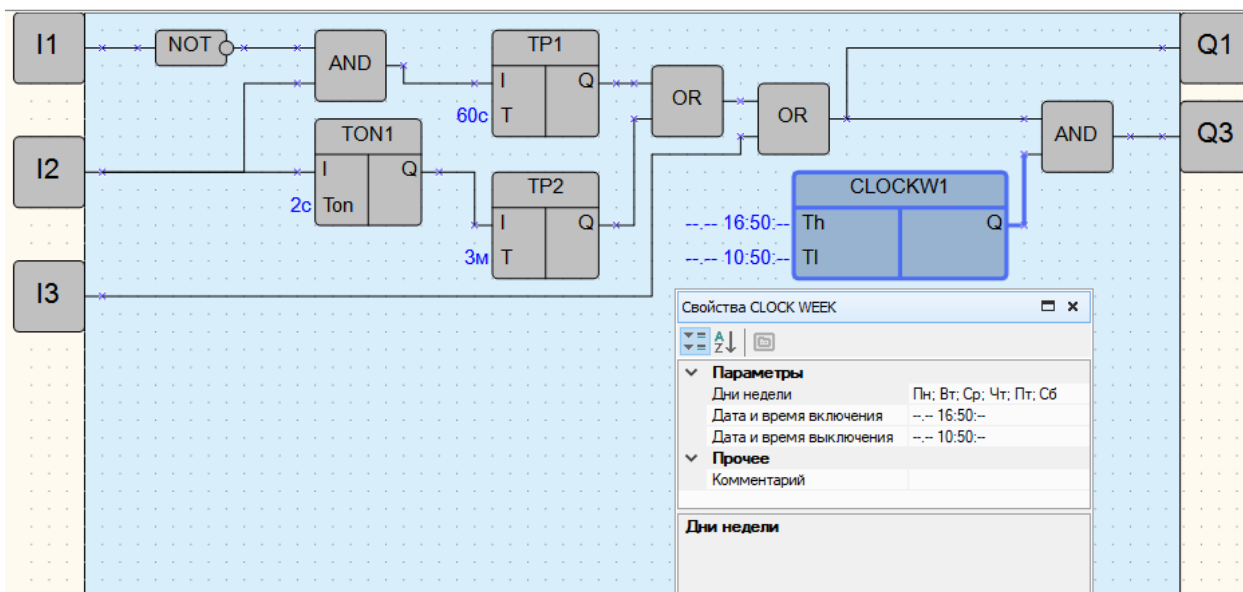 I1
NOT
AND
TP1
I
Q
60с
T
OR
OR
Q1
I2
TON1
I
Q
2с
Ton
TP2
I
Q
3м
T
AND
Q3
CLOCKW1
--.-- 16:50:--
Th
Q
--.-- 10:50:--
Tl
I3
Свойства CLOCK WEEK
Параметры
Дни недели Пн; Вт; Ср; Чт; Пт; Сб
Дата и время включения --.-- 16:50:--
Дата и время выключения --.-- 10:50:--
Прочее
Комментарий
Дни недели